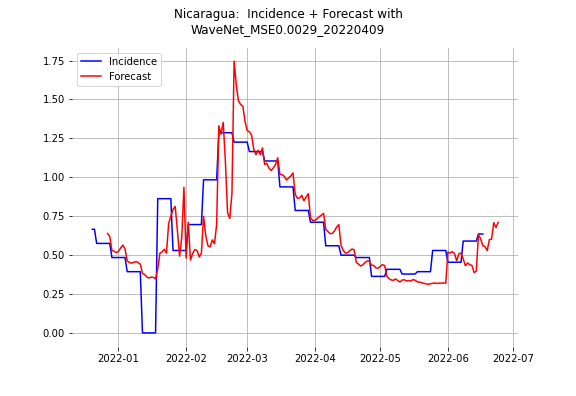 Nicaragua:  Incidence + Forecast with
WaveNet_MSE0.0029_20220409
Incidence
Forecast
1.75
1.50
1.25
1.00
0.75
0.50
0.25
0.00
2022-01 2022-02 2022-03 2022-04 2022-05 2022-06 2022-07